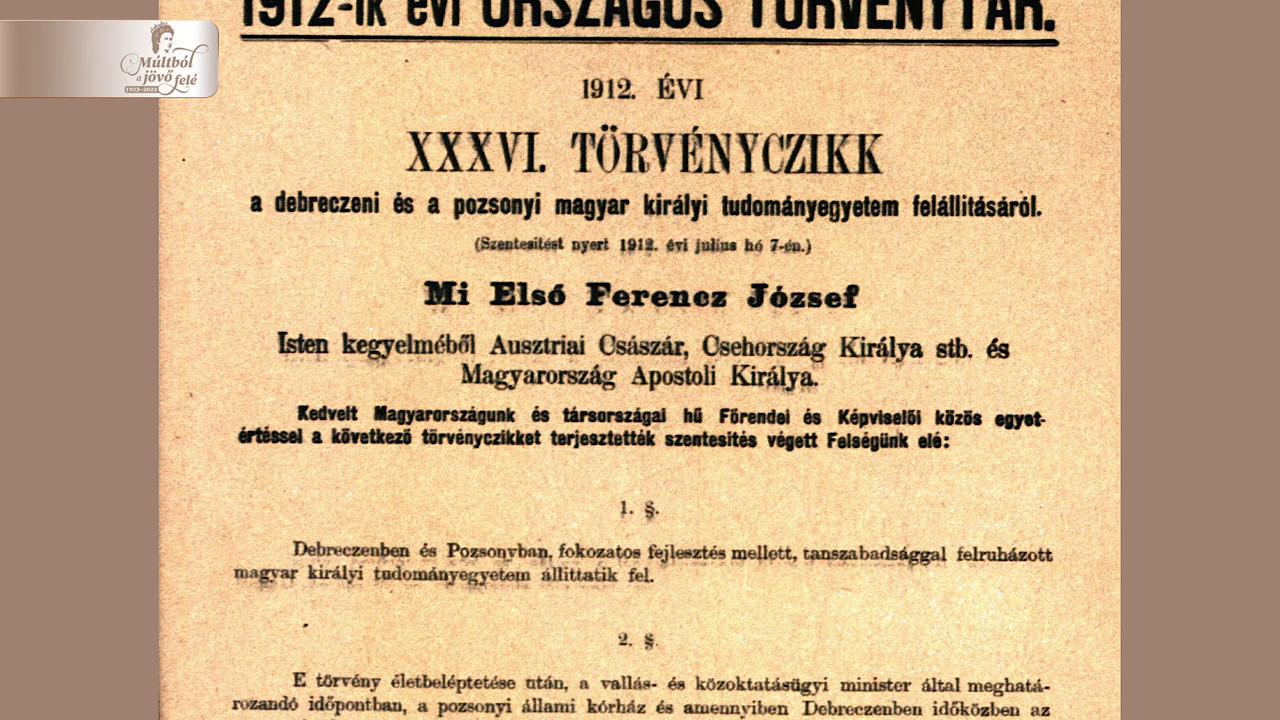 Múltból
a jövő felé
1923-2023
1912-ik évi ORSZÁGOS TÖRVÉNYTÁR.
1912. ÉVI
XXXVI. TÖRVÉNYCZIKK
a debreczeni és a pozsonyi magyar királyi tudományegyetem felállitásáról.
(Szentesitést nyert 1912. évi julius hó 7-én.)
Mi Első Ferencz József
Isten kegyelméből Ausztriai Császár, Csehország Királya stb. és
Magyarország Apostoli Királya.
Kedvelt Magyarországunk és társországai hű Főrendei és Képviselői közös egyet-
értéssel a következő törvényczikket terjesztették szentesités végett Felségünk elé:
1. §.
Debreczenben és Pozsonyban, fokozatos fejlesztés mellett, tanszabadsággal felruházott
magyar királyi tudományegyetem állittatik fel.
2. §.
E törvény életbeléptetése után, a vallás- és közoktatásügyi minister által meghatá-
rozandó időpontban, a pozsonyi állami kórház és amennyiben Debreczenben időközben az